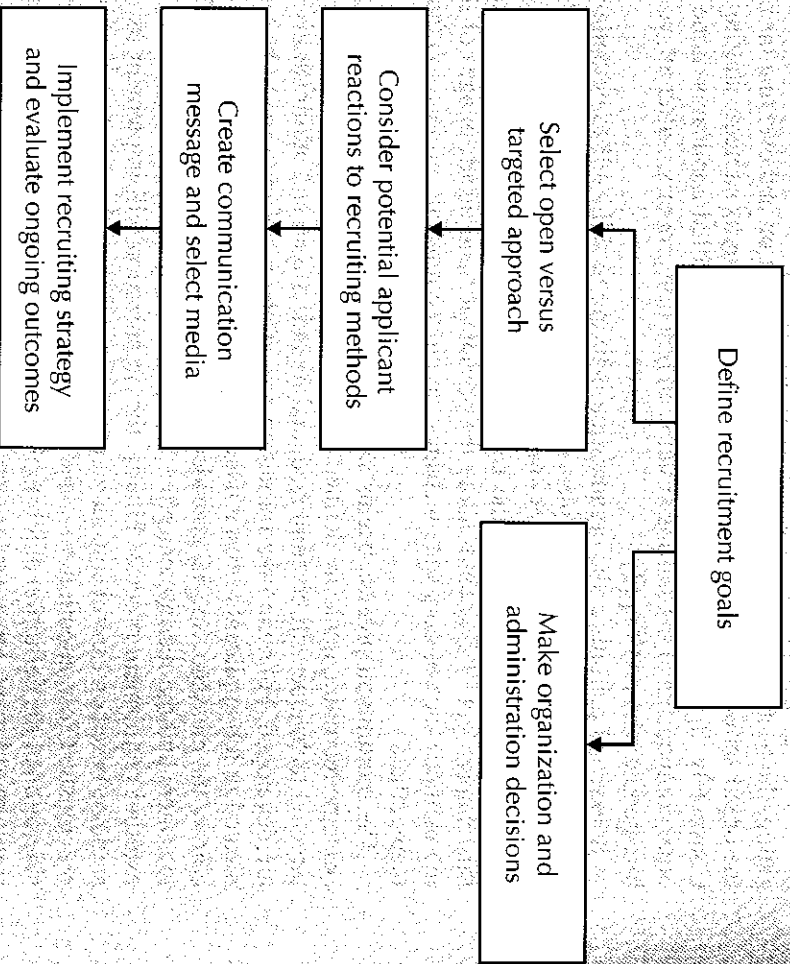 Define recruitment goals
Select open versus
targeted approach
Make organization and
administration decisions
Consider potential applicant
reactions to recruiting methods
Create communication
message and select media
Implement recruiting strategy
and evaluate ongoing outcomes